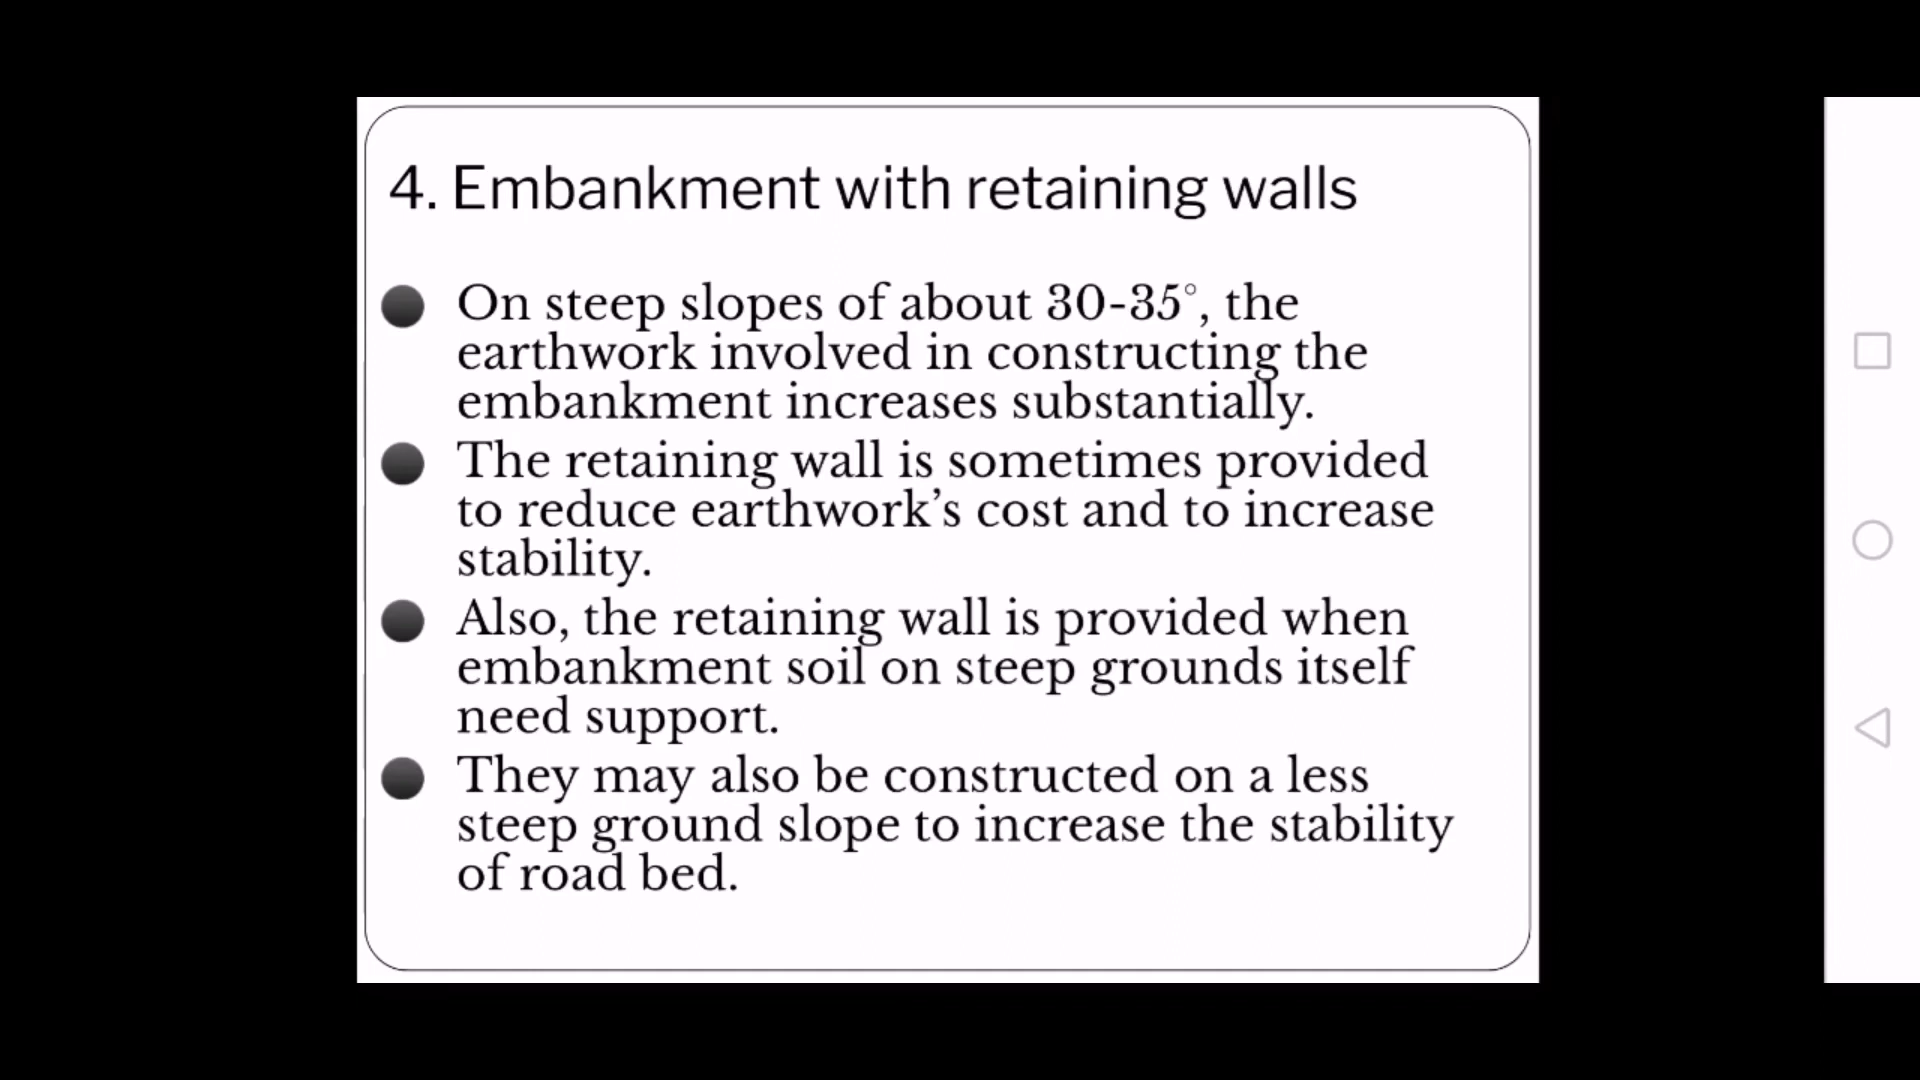 4. Embankment with retaining walls
On steep slopes of about 30-35°, the
earthwork involved in constructing the
embankment increases substantially.
The retaining wall is sometimes provided
to reduce earthwork’s cost and to increase
stability.
Also, the retaining wall is provided when
embankment soil on steep grounds itself
need support.
They may also be constructed on a less
steep ground slope to increase the stability
of road bed.